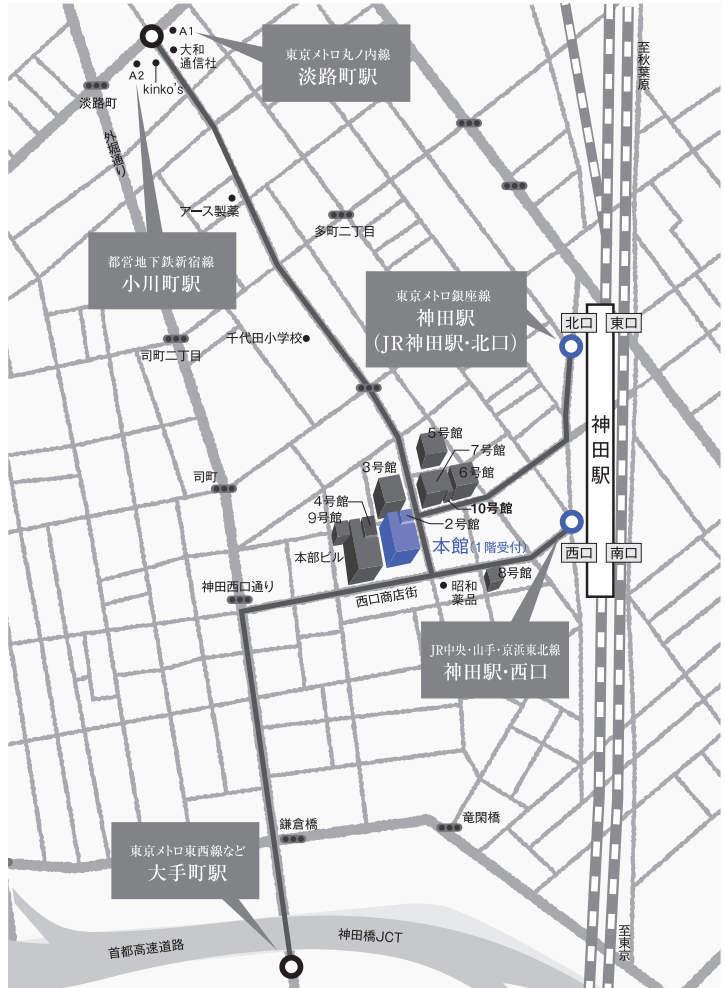 A1
大和
通信社
A2
kinko's
東京メトロ丸ノ内線
淡路町駅
至秋葉原
淡路町
外堀通り
アース製薬
多町二丁目
都営地下鉄新宿線
小川町駅
東京メトロ銀座線
神田駅
(JR神田駅・北口)
北口
東口
千代田小学校
司町二丁目
神田駅
5号館
7号館
6号館
3号館
司町
10号館
4号館
9号館
2号館
本館(1階受付)
本部ビル
西口
南口
8号館
神田西口通り
西口商店街
昭和
薬品
JR中央・山手・京浜東北線
神田駅・西口
鎌倉橋
竜閑橋
東京メトロ東西線など
大手町駅
首都高速道路
神田橋JCT
至東京